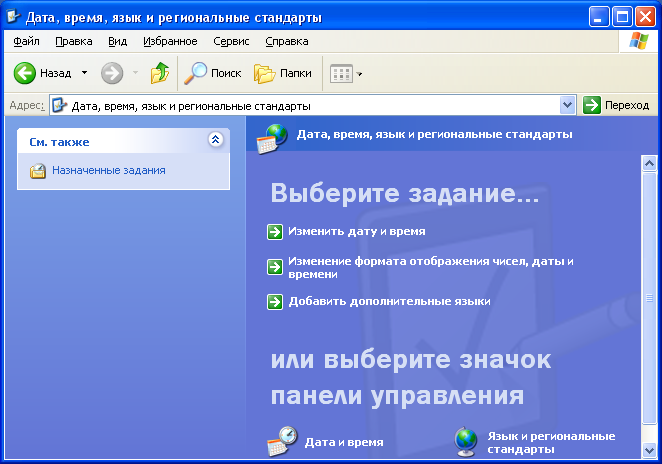 Дата, время, язык и региональные стандарты
Файл Правка Вид Избранное Сервис Справка
Назад Поиск Папки
Адрес: Дата, время, язык и региональные стандарты Переход
См. также
Назначенные задания
Дата, время, язык и региональные стандарты
Выберите задание...
Изменить дату и время
Изменение формата отображения чисел, даты и
времени
Добавить дополнительные языки
или выберите значок
панели управления
Дата и время
Язык и региональные
стандарты